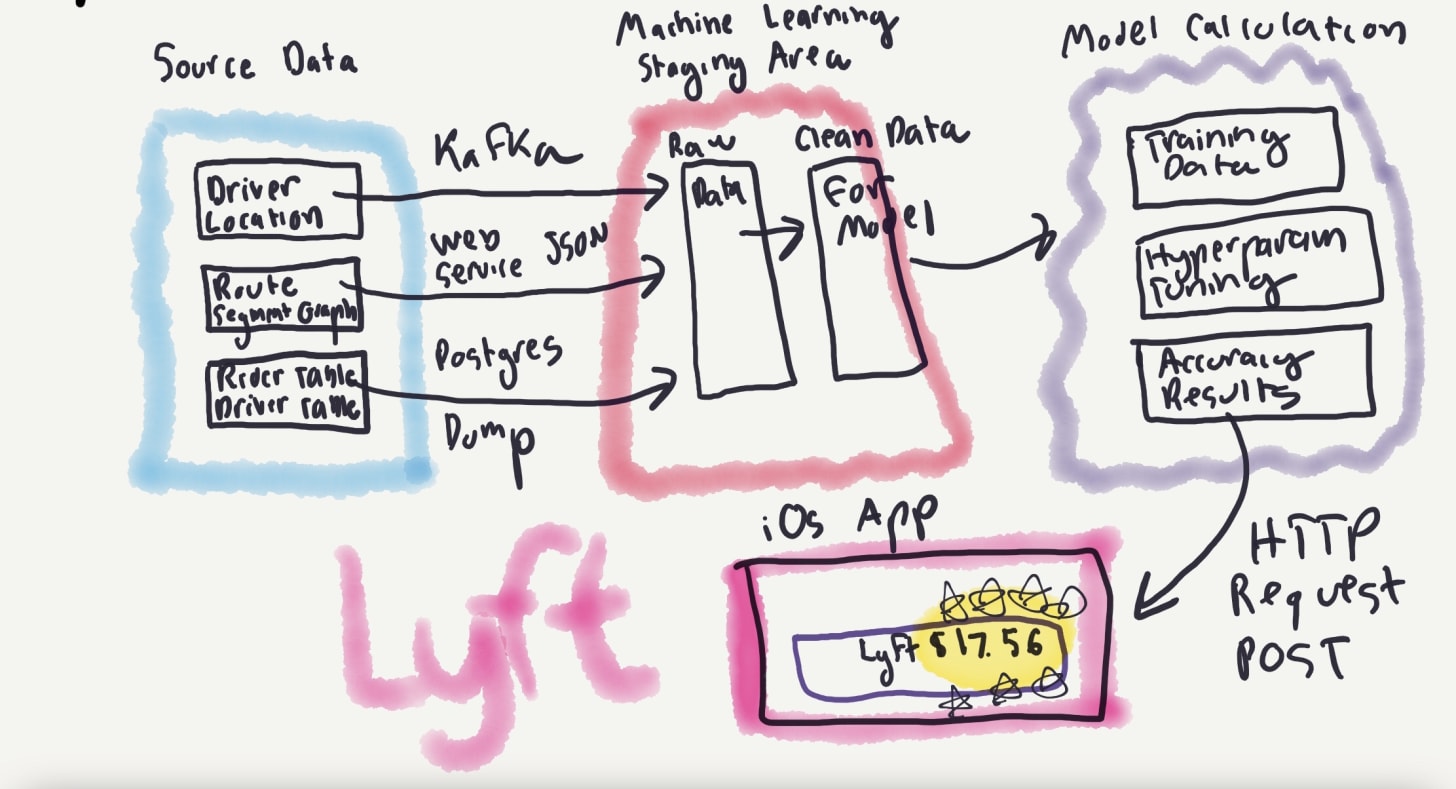 Source Data
Machine Learning
Staging Area
Model Calculation
Driver
Location
Route
Segmnt Graph
Rider Table
Driver Table
Kafka
Web
Service JSON
Postgres
Dump
Raw
Data
Clean Data
For
Model
Training
Data
Hyperparam
Tuning
Accuracy
Results
HTTP
Request
POST
iOs App
Lyft $17.56
Lyft